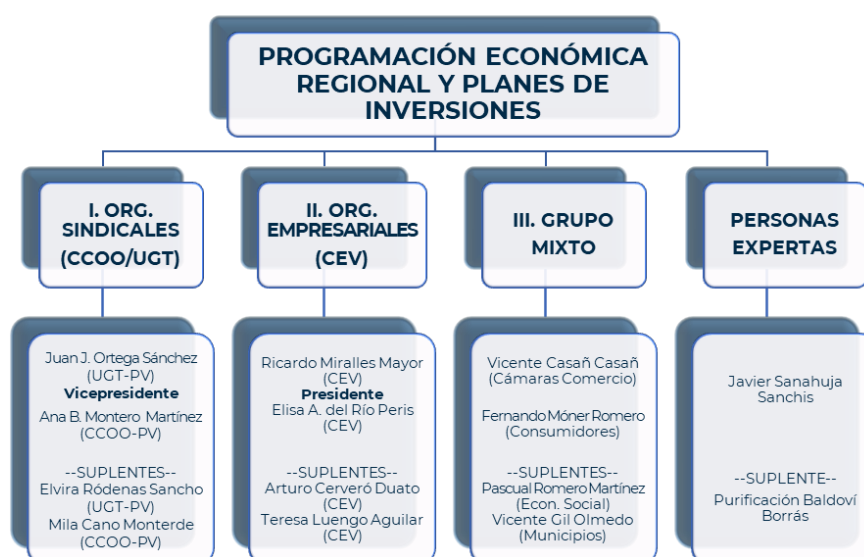 PROGRAMACIÓN ECONÓMICA
REGIONAL Y PLANES DE
INVERSIONES
I. ORG.
SINDICALES
(CCOO/UGT)
II. ORG.
EMPRESARIALES
(CEV)
III. GRUPO
MIXTO
PERSONAS
EXPERTAS
Juan J. Ortega Sánchez
(UGT-PV)
Vicepresidente
Ana B. Montero Martínez
(CCOO-PV)
--SUPLENTES--
Elvira Ródenas Sancho
(UGT-PV)
Mila Cano Monterde
(CCOO-PV)
Ricardo Miralles Mayor
(CEV)
Presidente
Elisa A. del Río Peris
(CEV)
--SUPLENTES--
Arturo Cerveró Duato
(CEV)
Teresa Luengo Aguilar
(CEV)
Vicente Casañ Casañ
(Cámaras Comercio)
Fernando Móner Romero
(Consumidores)
--SUPLENTES--
Pascual Romero Martínez
(Econ. Social)
Vicente Gil Olmedo
(Municipios)
Javier Sanahuja
Sanchis
--SUPLENTE--
Purificación Baldoví
Borrás